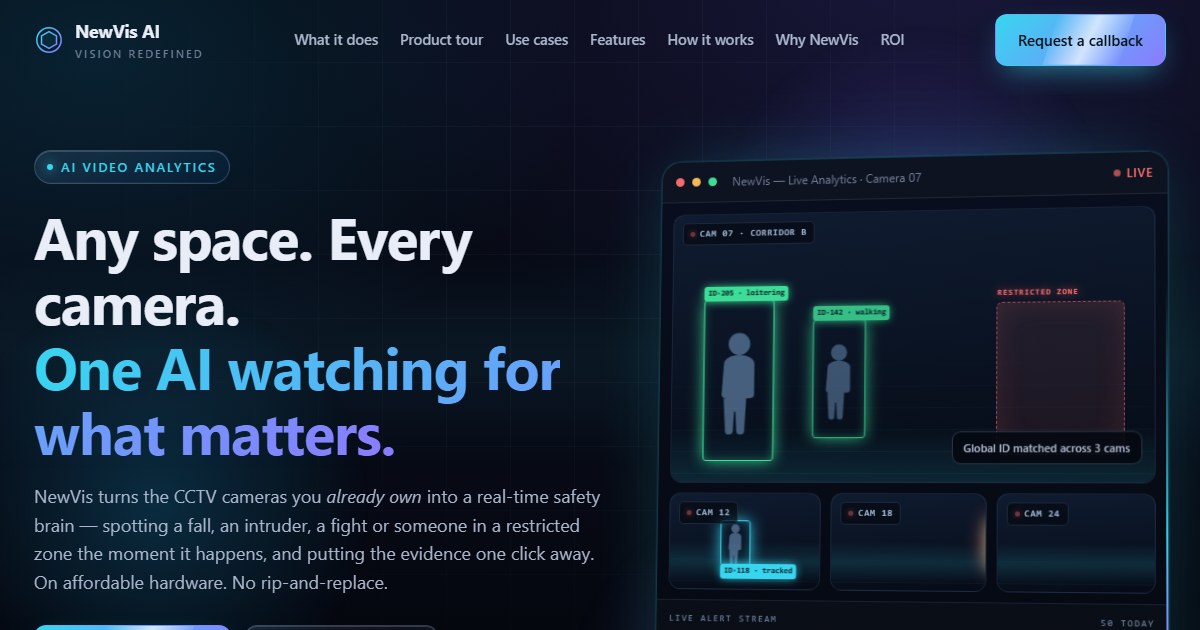 NewVis AI
VISION REDEFINED
What it does
Product tour
Use cases
Features
How it works
Why NewVis
ROI
Request a callback
AI VIDEO ANALYTICS
Any space. Every
camera.
One AI watching for
what matters.
NewVis turns the CCTV cameras you already own into a real-time safety
brain — spotting a fall, an intruder, a fight or someone in a restricted
zone the moment it happens, and putting the evidence one click away.
On affordable hardware. No rip-and-replace.
NewVis — Live Analytics · Camera 07
LIVE
CAM 07 · CORRIDOR B
ID-205 · loitering
ID-142 · walking
RESTRICTED ZONE
Global ID matched across 3 cams
CAM 12
ID-118 · tracked
CAM 18
CAM 24
LIVE ALERT STREAM
50 TODAY